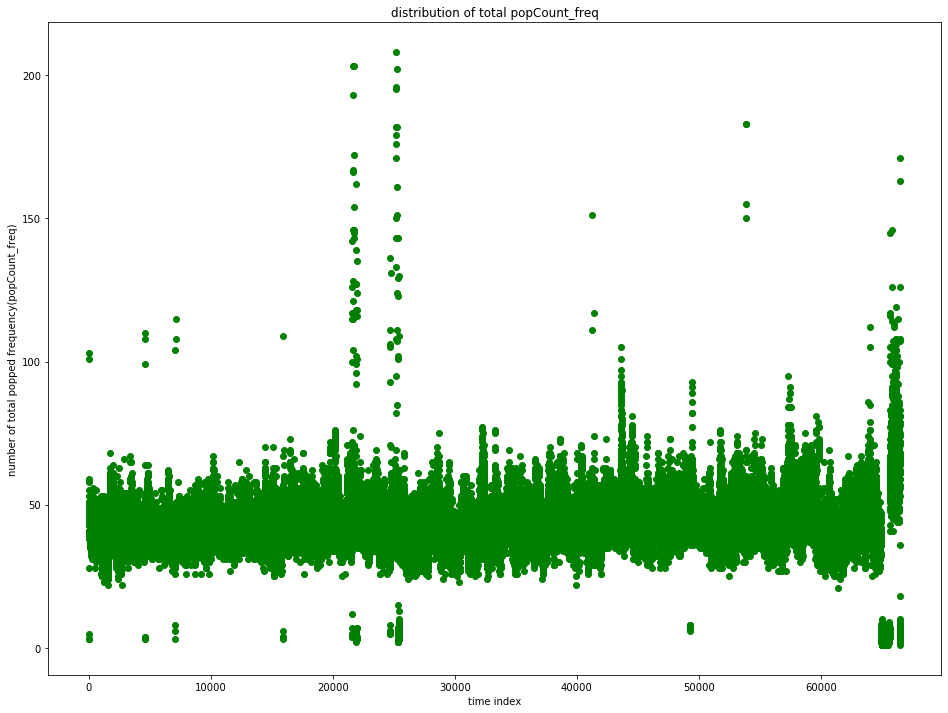 distribution of total popCount_freq
number of total popped frequency(popCount_freq)
200
150
100
50
0
0 10000 20000 30000 40000 50000 60000
time index